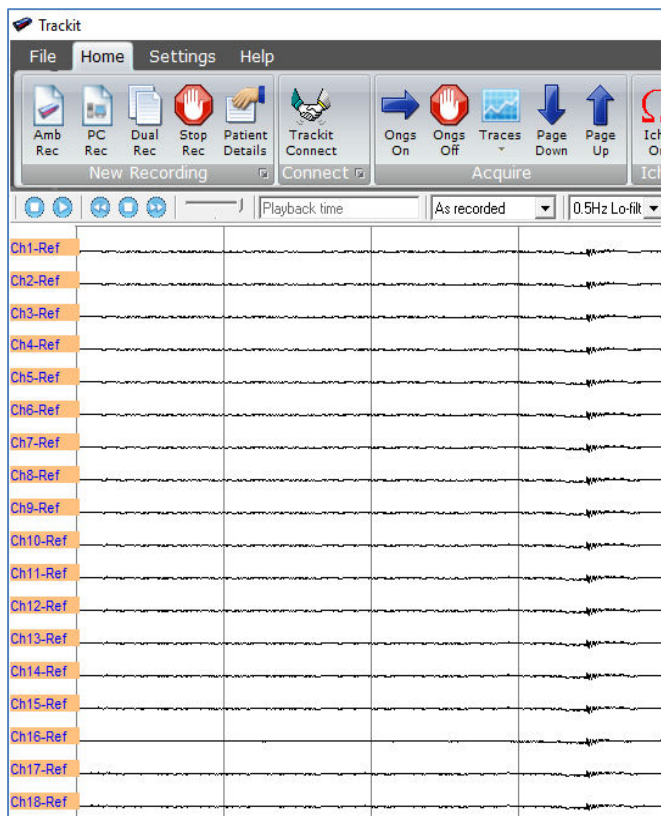 Trackit
File Home Settings Help
Amb Rec PC Rec Dual Rec Stop Rec Patient Details Trackit Connect Ongs On Ongs Off Traces Page Down Page Up
New Recording Connect Acquire
Playback time As recorded 0.5Hz Lo-filt
Ch1-Ref
Ch2-Ref
Ch3-Ref
Ch4-Ref
Ch5-Ref
Ch6-Ref
Ch7-Ref
Ch8-Ref
Ch9-Ref
Ch10-Ref
Ch11-Ref
Ch12-Ref
Ch13-Ref
Ch14-Ref
Ch15-Ref
Ch16-Ref
Ch17-Ref
Ch18-Ref